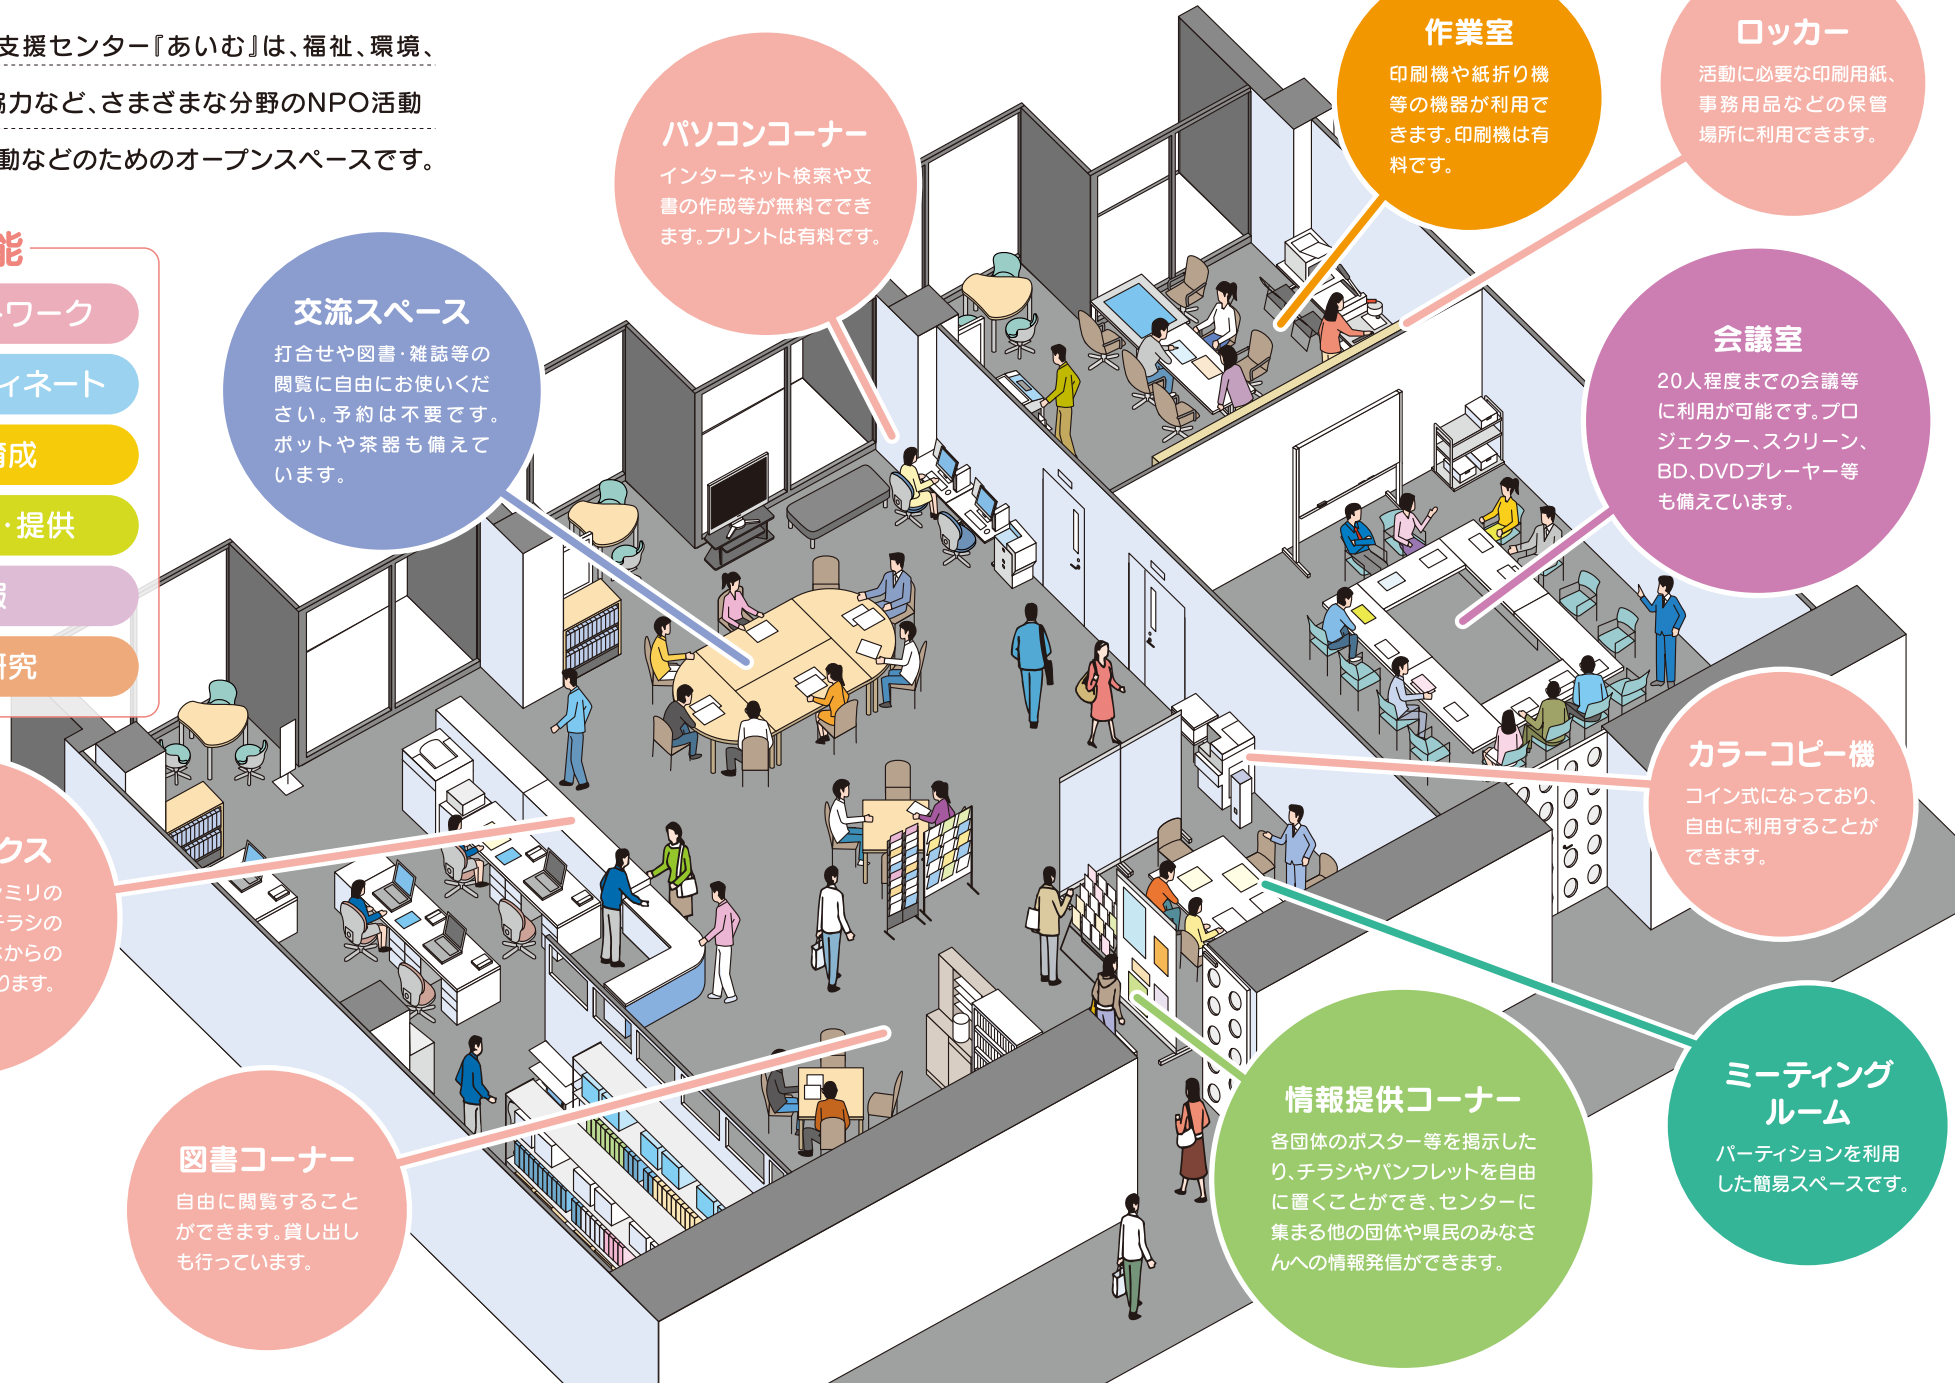 支援センター『あいむ』は、福祉、環境、
協力など、さまざまな分野のNPO活動
動などのためのオープンスペースです。
能
ワーク
ィネート
育成
・提供
報
研究
交流スペース
打合せや図書・雑誌等の
閲覧に自由にお使いくだ
さい。予約は不要です。
ポットや茶器も備えて
います。
パソコンコーナー
インターネット検索や文
書の作成等が無料ででき
ます。プリントは有料です。
作業室
印刷機や紙折り機
等の機器が利用で
きます。印刷機は有
料です。
ロッカー
活動に必要な印刷用紙、
事務用品などの保管
場所に利用できます。
会議室
20人程度までの会議等
に利用が可能です。プロ
ジェクター、スクリーン、
BD、DVDプレーヤー等
も備えています。
カラーコピー機
コイン式になっており、
自由に利用することが
できます。
ミーティング
ルーム
パーティションを利用
した簡易スペースです。
情報提供コーナー
各団体のポスター等を掲示した
り、チラシやパンフレットを自由
に置くことができ、センターに
集まる他の団体や県民のみなさ
んへの情報発信ができます。
クス
ミリの
チラシの
からの
ります。
図書コーナー
自由に閲覧すること
ができます。貸し出し
も行っています。